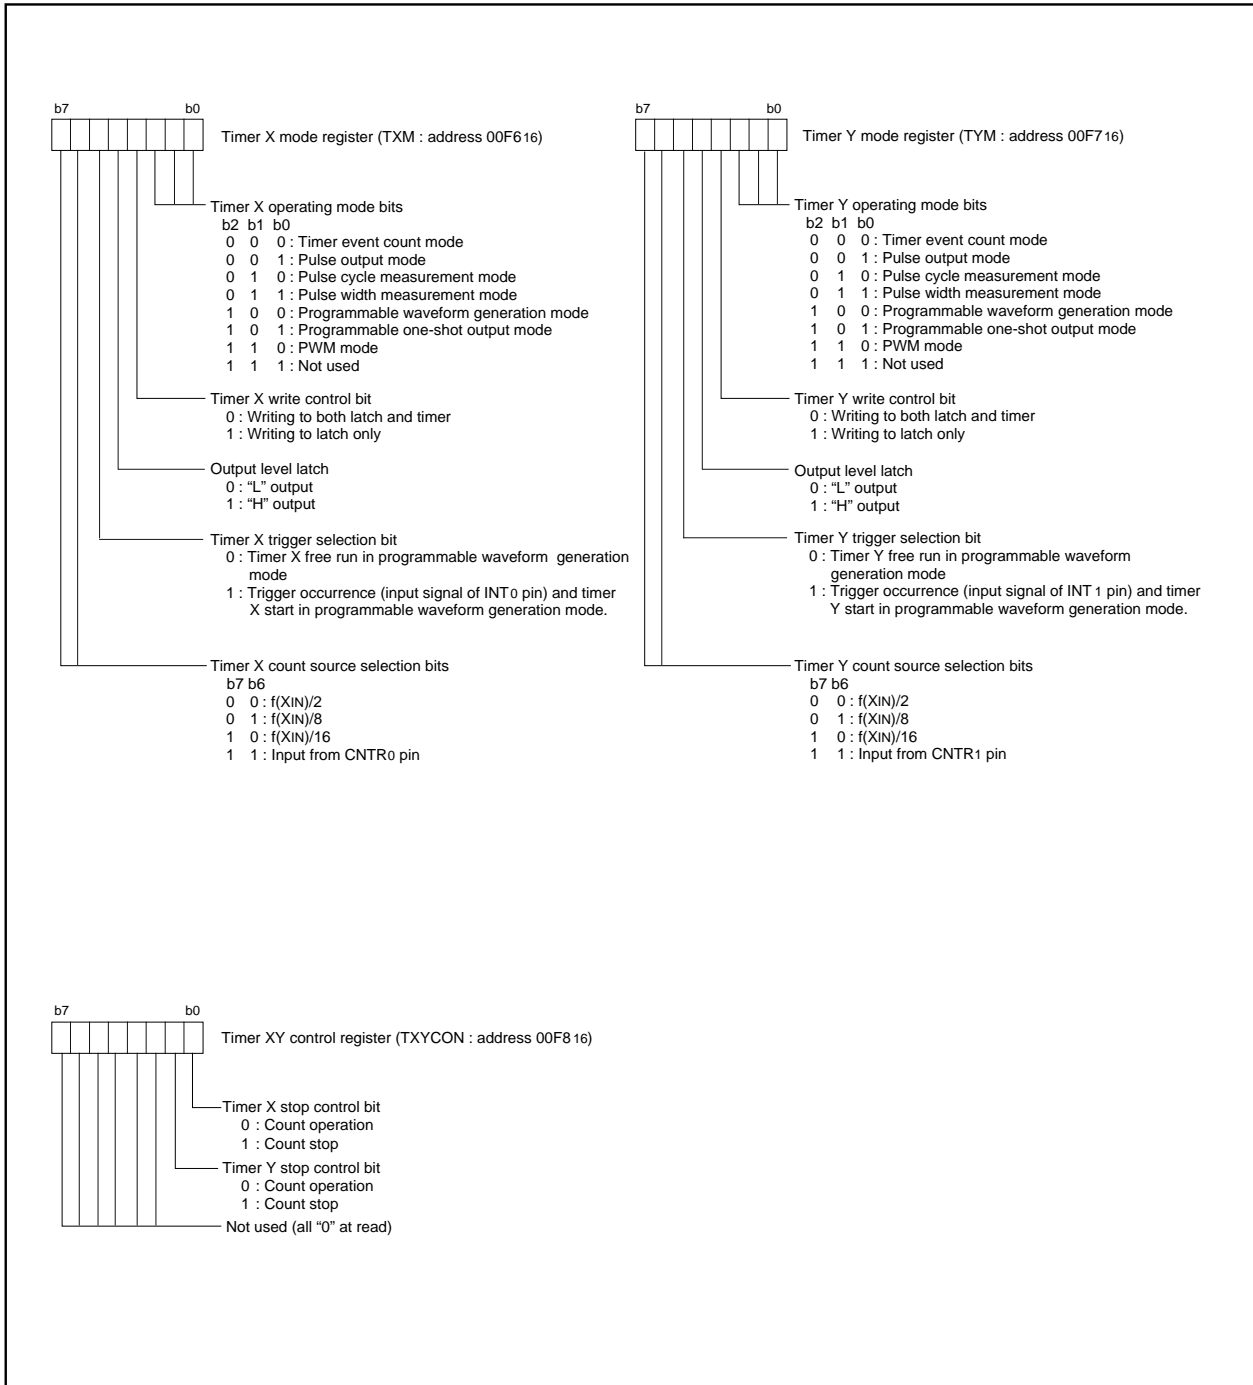 b7 b0
Timer X mode register (TXM : address 00F616)
Timer X operating mode bits
b2 b1 b0
0 0 0 : Timer event count mode
0 0 1 : Pulse output mode
0 1 0 : Pulse cycle measurement mode
0 1 1 : Pulse width measurement mode
1 0 0 : Programmable waveform generation mode
1 0 1 : Programmable one-shot output mode
1 1 0 : PWM mode
1 1 1 : Not used
Timer X write control bit
0 : Writing to both latch and timer
1 : Writing to latch only
Output level latch
0 : “L” output
1 : “H” output
Timer X trigger selection bit
0 : Timer X free run in programmable waveform generation
mode
1 : Trigger occurrence (input signal of INT0 pin) and timer
X start in programmable waveform generation mode.
Timer X count source selection bits
b7 b6
0 0 : f(XIN)/2
0 1 : f(XIN)/8
1 0 : f(XIN)/16
1 1 : Input from CNTR0 pin
b7 b0
Timer Y mode register (TYM : address 00F716)
Timer Y operating mode bits
b2 b1 b0
0 0 0 : Timer event count mode
0 0 1 : Pulse output mode
0 1 0 : Pulse cycle measurement mode
0 1 1 : Pulse width measurement mode
1 0 0 : Programmable waveform generation mode
1 0 1 : Programmable one-shot output mode
1 1 0 : PWM mode
1 1 1 : Not used
Timer Y write control bit
0 : Writing to both latch and timer
1 : Writing to latch only
Output level latch
0 : “L” output
1 : “H” output
Timer Y trigger selection bit
0 : Timer Y free run in programmable waveform
generation mode
1 : Trigger occurrence (input signal of INT1 pin) and timer
Y start in programmable waveform generation mode.
Timer Y count source selection bits
b7 b6
0 0 : f(XIN)/2
0 1 : f(XIN)/8
1 0 : f(XIN)/16
1 1 : Input from CNTR1 pin
b7 b0
Timer XY control register (TXYCON : address 00F816)
Timer X stop control bit
0 : Count operation
1 : Count stop
Timer Y stop control bit
0 : Count operation
1 : Count stop
Not used (all “0” at read)